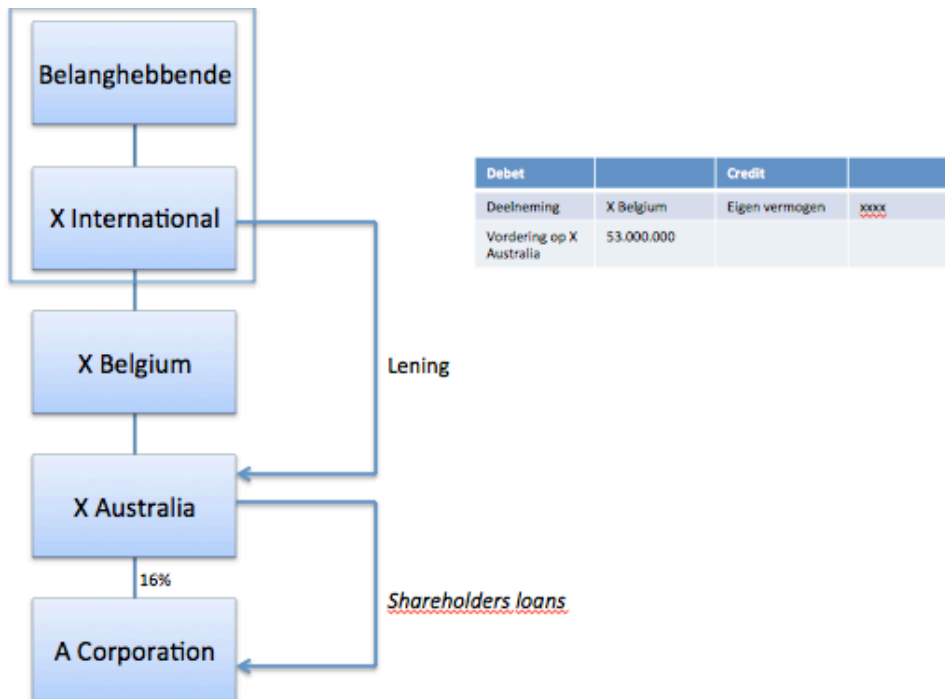 Belanghebbende
X International
X Belgium
Lening
X Australia
16%
Shareholders loans
A Corporation
Debet Credit
Deelneming X Belgium Eigen vermogen xxxx
Vordering op X 53.000.000
Australia